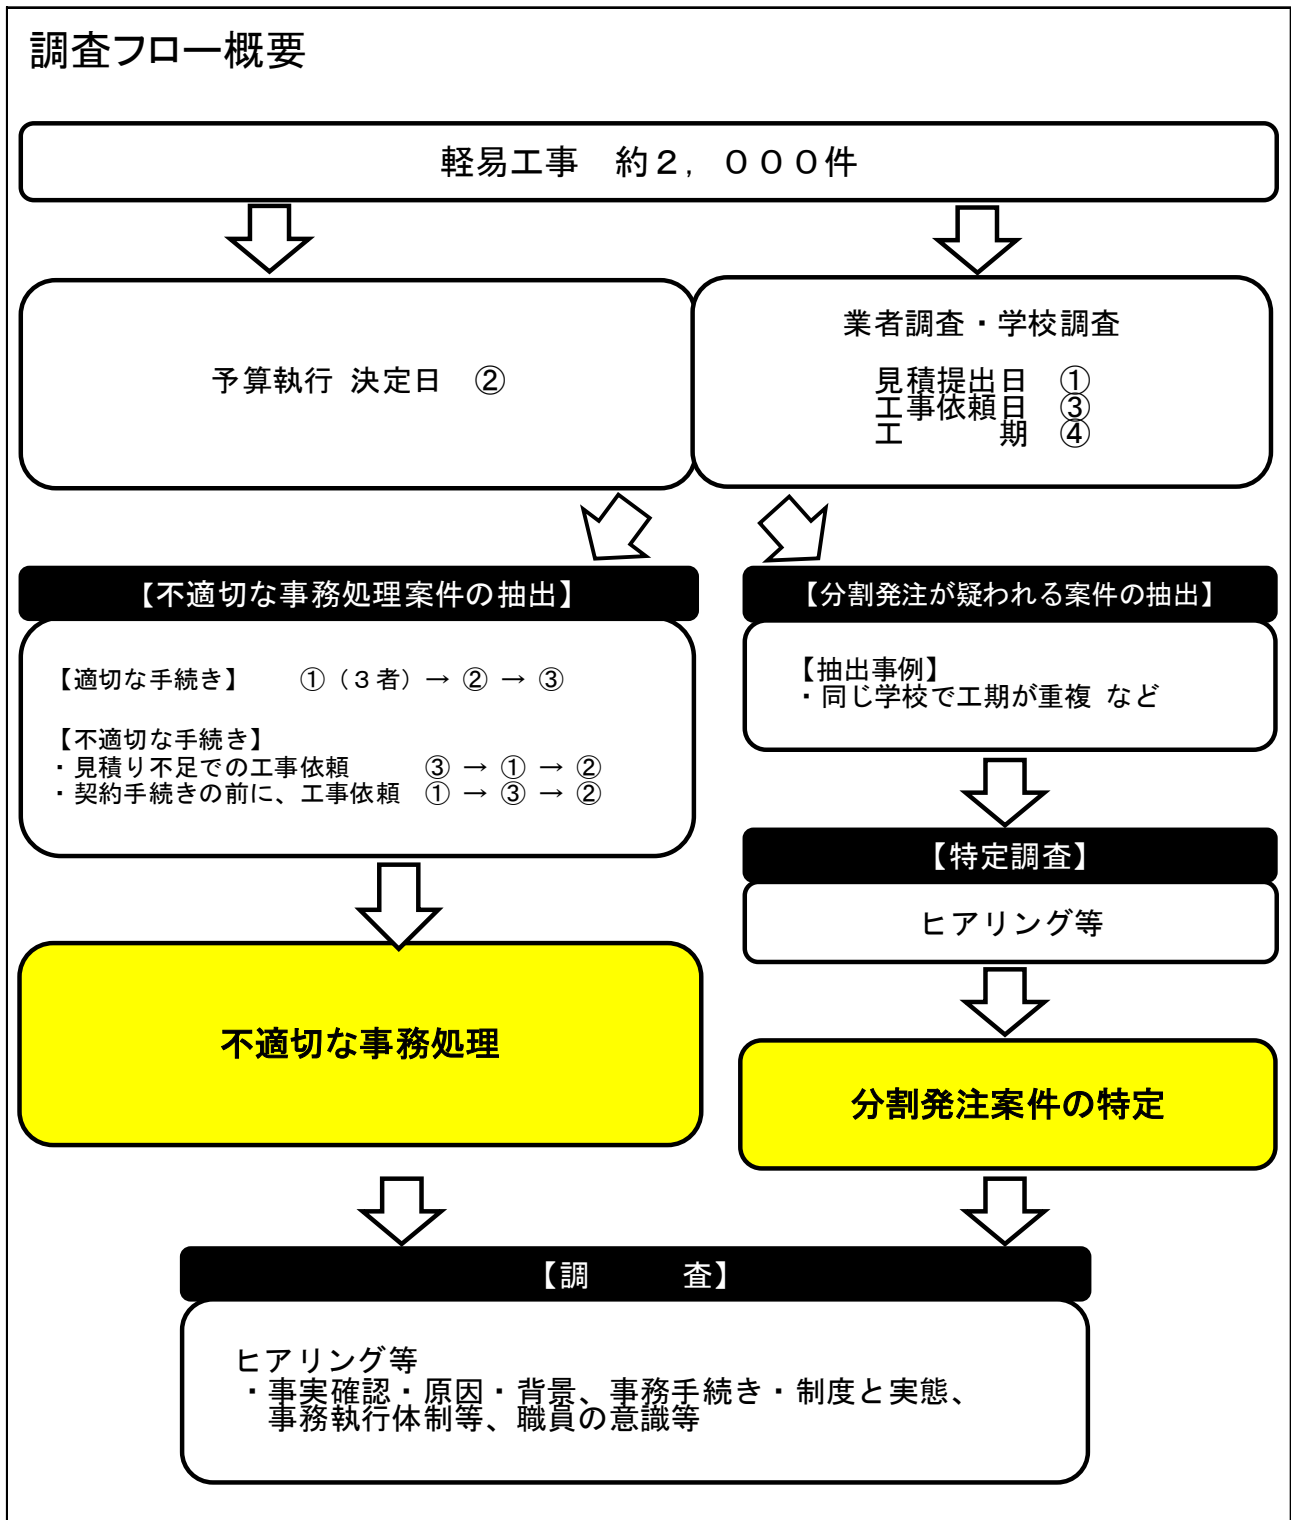 調査フロー概要
軽易工事　約２，０００件
予算執行 決定日　②
業者調査・学校調査
見積提出日　①
工事依頼日　③
工　　　期　④
【不適切な事務処理案件の抽出】
【適切な手続き】　　①（３者）→ ② → ③
【不適切な手続き】
・見積り不足での工事依頼　　　③ → ① → ②
・契約手続きの前に、工事依頼　① → ③ → ②
【分割発注が疑われる案件の抽出】
【抽出事例】
・同じ学校で工期が重複 など
【特定調査】
ヒアリング等
不適切な事務処理
分割発注案件の特定
【調　　　査】
ヒアリング等
・事実確認・原因・背景、事務手続き・制度と実態、
事務執行体制等、職員の意識等